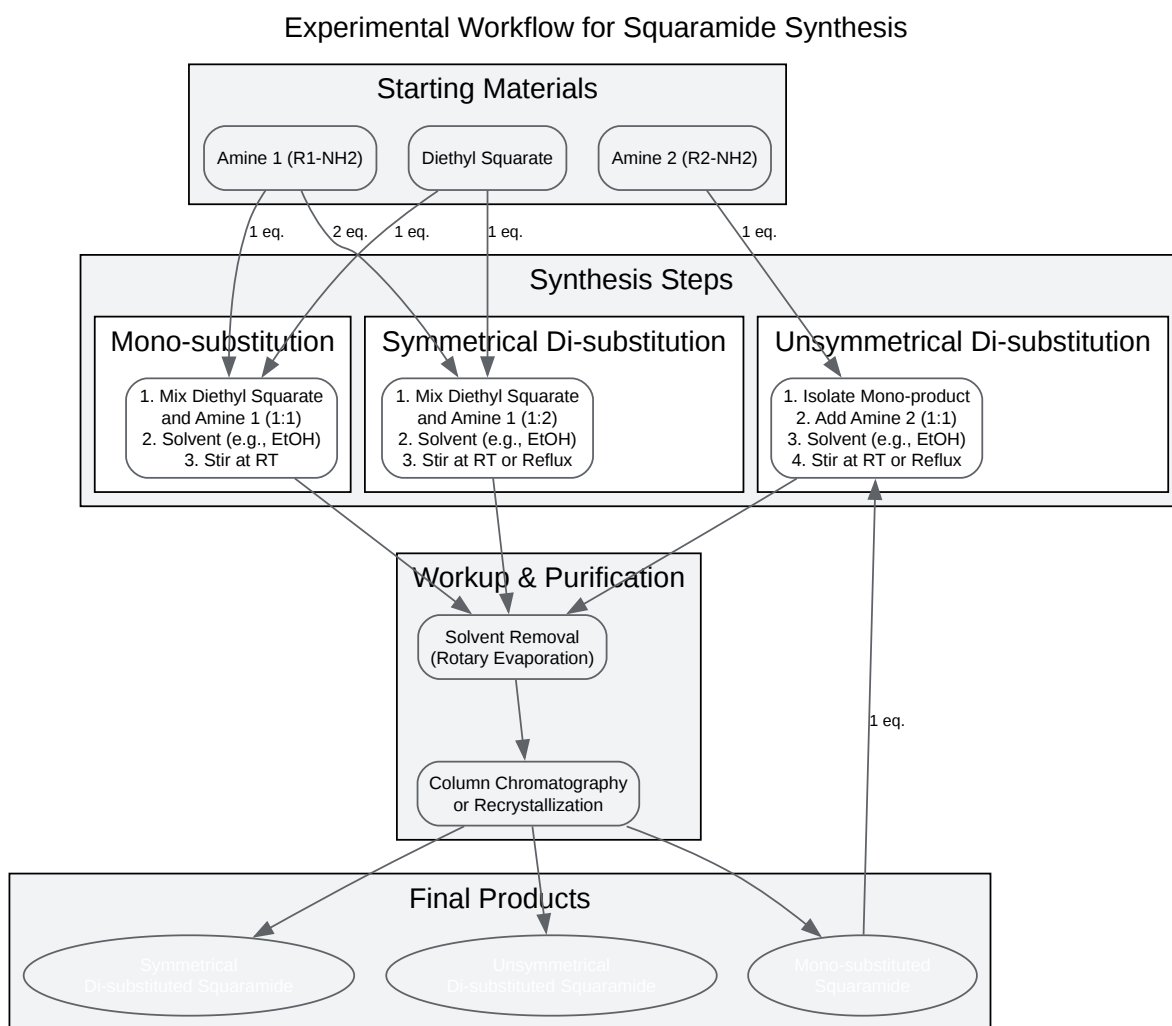 Experimental Workflow for Squaramide Synthesis
Starting Materials
Amine 1 (R1-NH2)
Diethyl Squarate
Amine 2 (R2-NH2)
1 eq.
2 eq.
1 eq.
1 eq.
1 eq.
Synthesis Steps
Mono-substitution
1. Mix Diethyl Squarate
and Amine 1 (1:1)
2. Solvent (e.g., EtOH)
3. Stir at RT
Symmetrical Di-substitution
1. Mix Diethyl Squarate
and Amine 1 (1:2)
2. Solvent (e.g., EtOH)
3. Stir at RT or Reflux
Unsymmetrical Di-substitution
1. Isolate Mono-product
2. Add Amine 2 (1:1)
3. Solvent (e.g., EtOH)
4. Stir at RT or Reflux
Workup & Purification
Solvent Removal
(Rotary Evaporation)
1 eq.
Column Chromatography
or Recrystallization
Final Products
Symmetrical
Di-substituted Squaramide
Unsymmetrical
Di-substituted Squaramide
Mono-substituted
Squaramide